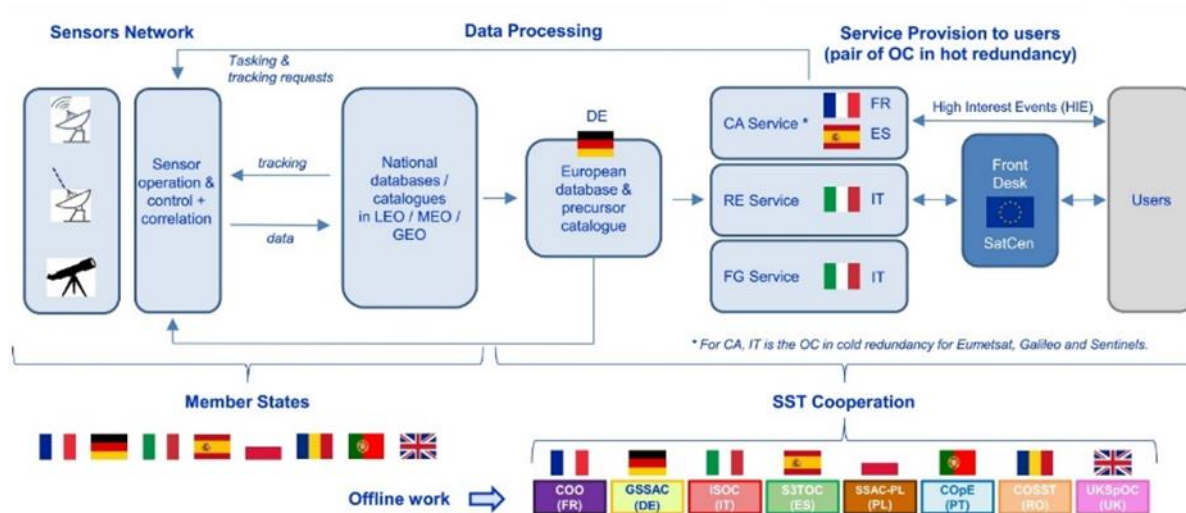 Sensors Network
Data Processing
Service Provision to users
(pair of OC in hot redundancy)
Tasking &
tracking requests
Sensor
operation &
control +
correlation
tracking
data
National
databases /
catalogues
in LEO / MEO /
GEO
DE
European
database &
precursor
catalogue
CA Service *
FR
ES
RE Service
IT
FG Service
IT
High Interest Events (HIE)
Front
Desk
SatCen
Users
* For CA, IT is the OC in cold redundancy for Eumetsat, Galileo and Sentinels.
Member States
SST Cooperation
Offline work
COO
(FR)
GSSAC
(DE)
ISOC
(IT)
S3TOC
(ES)
SSAC-PL
(PL)
COpE
(PT)
COSST
(RO)
UKSpOC
(UK)